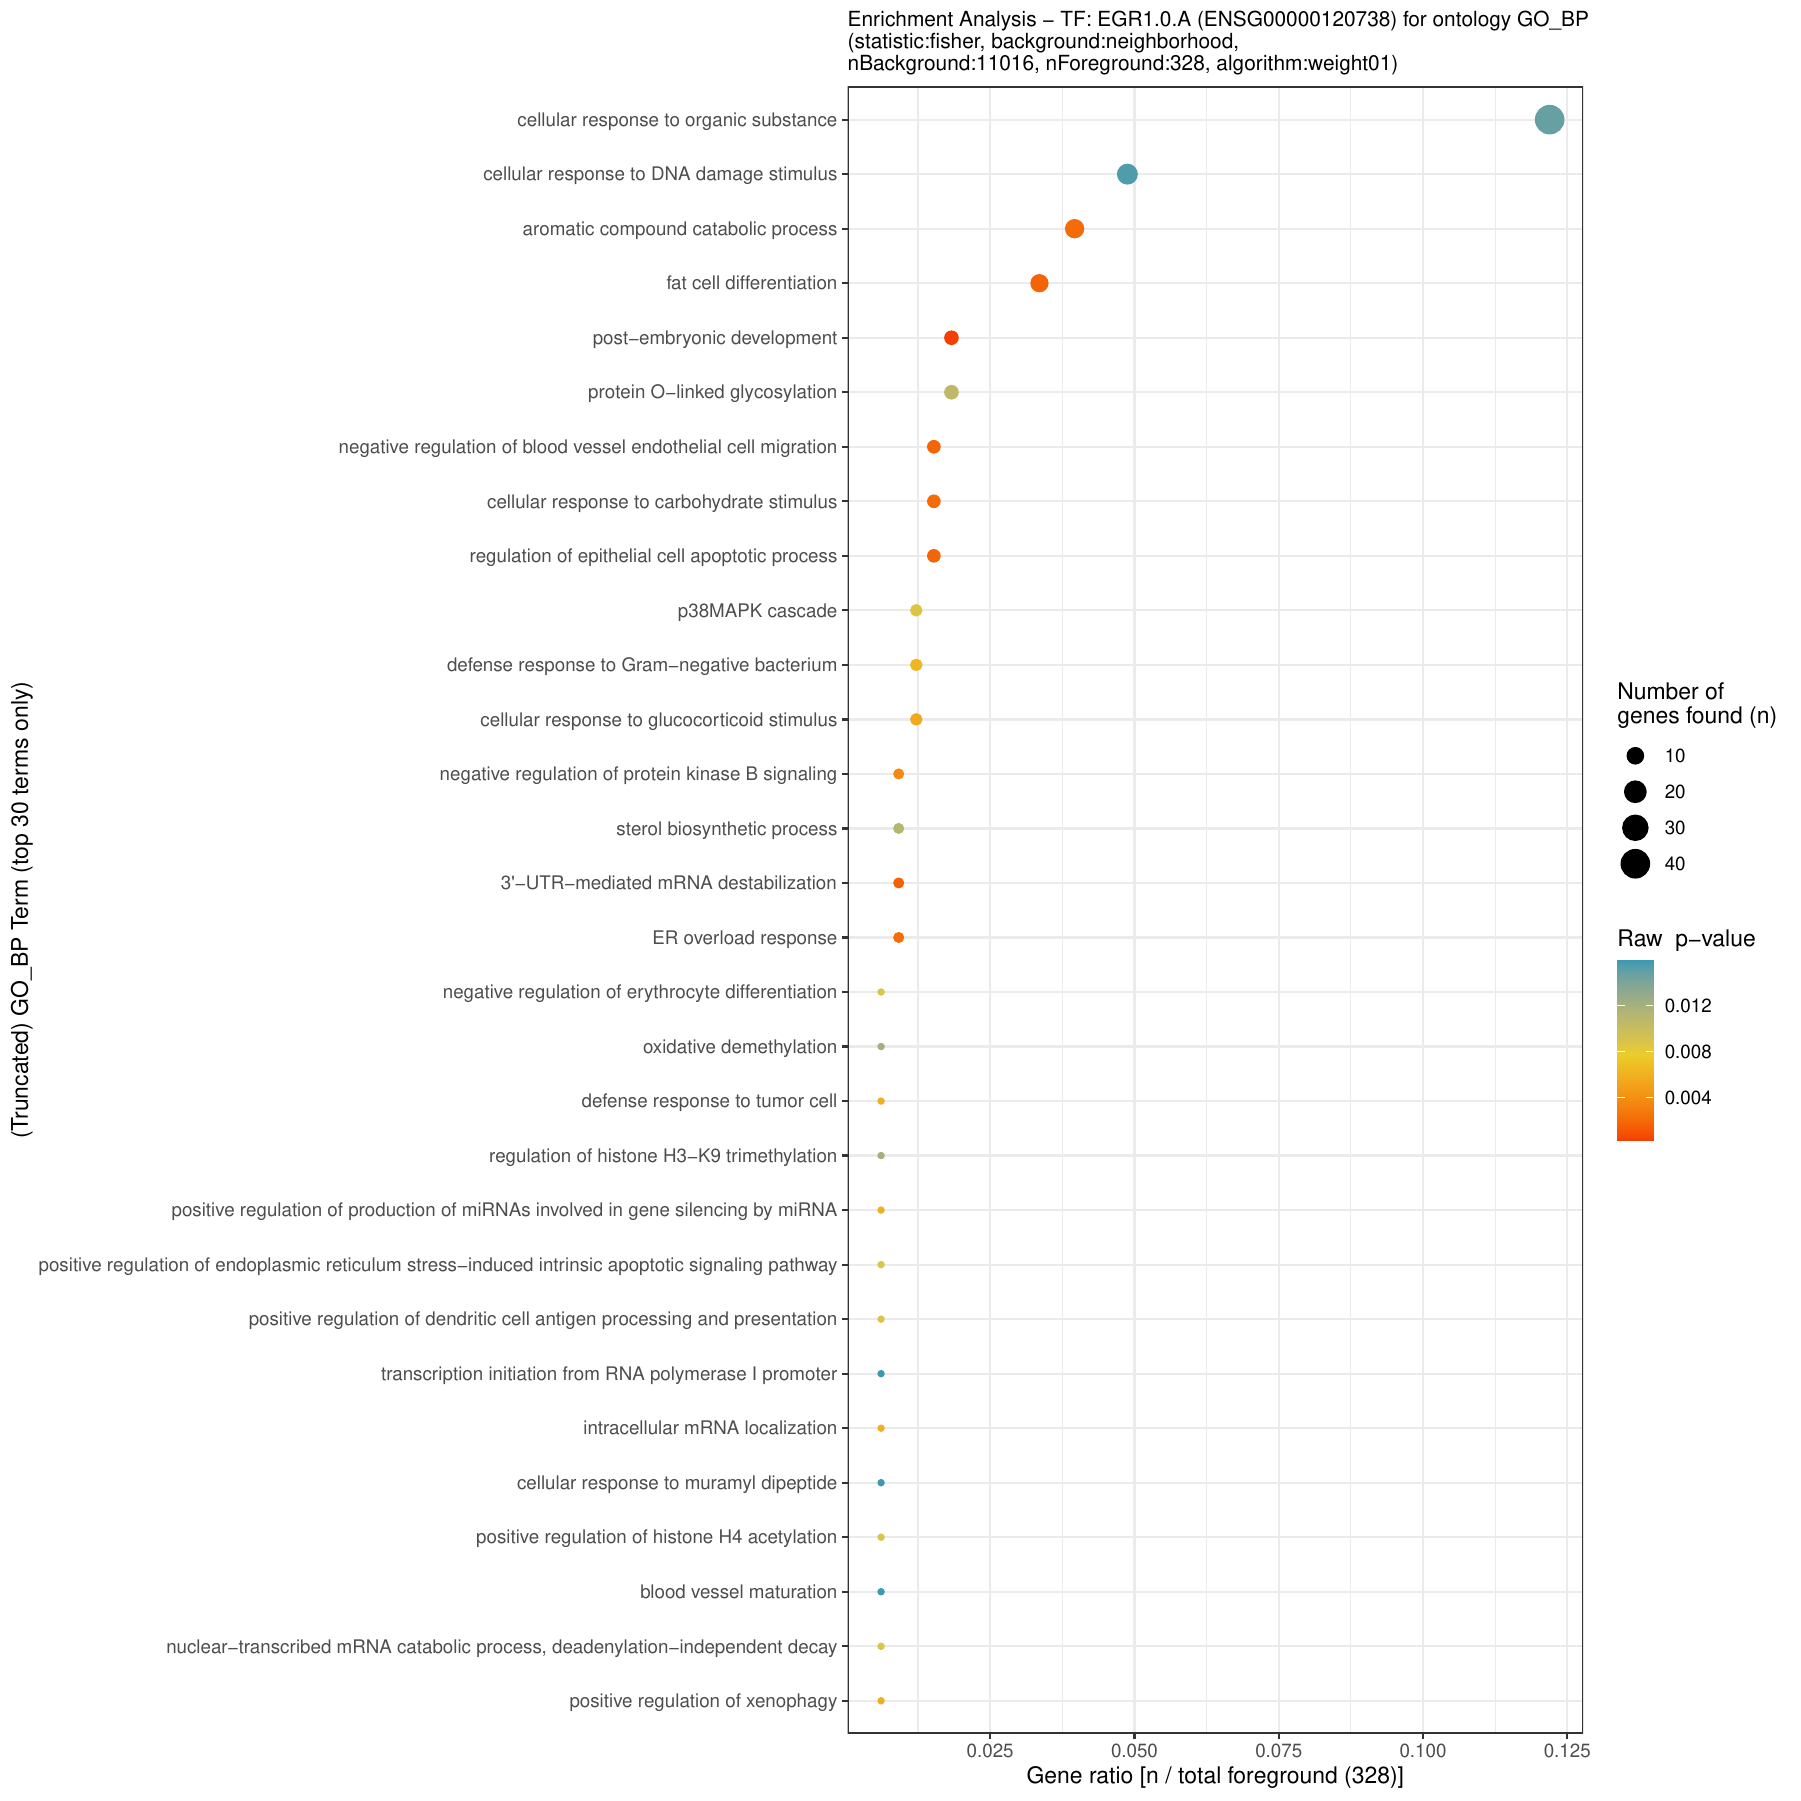 Enrichment Analysis − TF: EGR1.0.A (ENSG00000120738) for ontology GO_BP
(statistic:fisher, background:neighborhood,
nBackground:11016, nForeground:328, algorithm:weight01)
(Truncated) GO_BP Term (top 30 terms only)
cellular response to organic substance
cellular response to DNA damage stimulus
aromatic compound catabolic process
fat cell differentiation
post−embryonic development
protein O−linked glycosylation
negative regulation of blood vessel endothelial cell migration
cellular response to carbohydrate stimulus
regulation of epithelial cell apoptotic process
p38MAPK cascade
defense response to Gram−negative bacterium
cellular response to glucocorticoid stimulus
negative regulation of protein kinase B signaling
sterol biosynthetic process
3'−UTR−mediated mRNA destabilization
ER overload response
negative regulation of erythrocyte differentiation
oxidative demethylation
defense response to tumor cell
regulation of histone H3−K9 trimethylation
positive regulation of production of miRNAs involved in gene silencing by miRNA
positive regulation of endoplasmic reticulum stress−induced intrinsic apoptotic signaling pathway
positive regulation of dendritic cell antigen processing and presentation
transcription initiation from RNA polymerase I promoter
intracellular mRNA localization
cellular response to muramyl dipeptide
positive regulation of histone H4 acetylation
blood vessel maturation
nuclear−transcribed mRNA catabolic process, deadenylation−independent decay
positive regulation of xenophagy
0.025 0.050 0.075 0.100 0.125
Gene ratio [n / total foreground (328)]
Number of
genes found (n)
10
20
30
40
Raw p−value
0.012
0.008
0.004